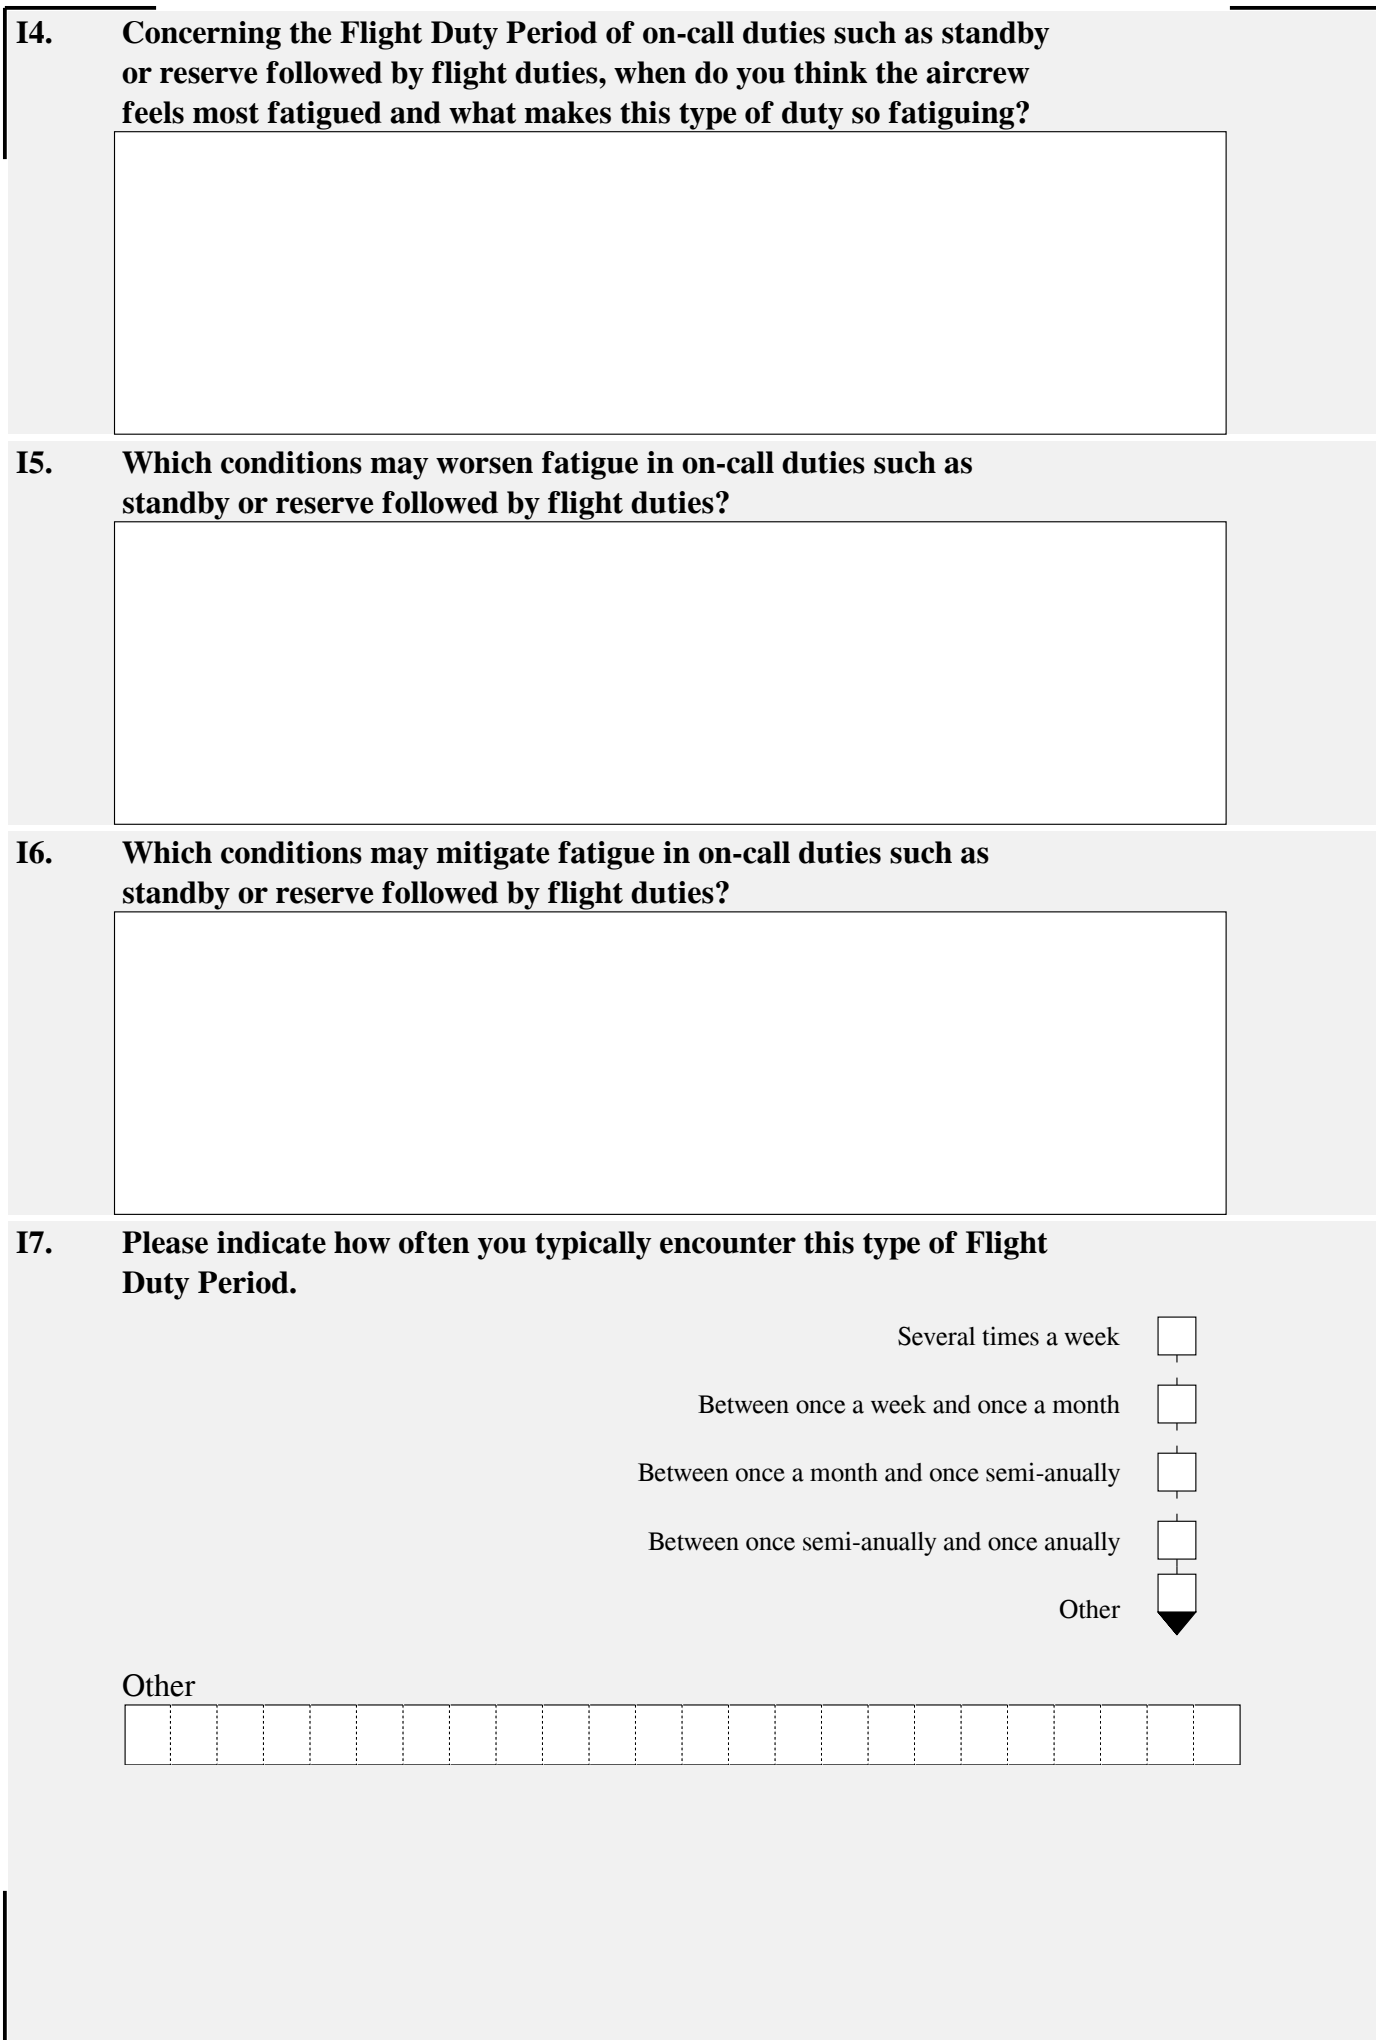 I4. Concerning the Flight Duty Period of on-call duties such as standby
or reserve followed by flight duties, when do you think the aircrew
feels most fatigued and what makes this type of duty so fatiguing?
I5. Which conditions may worsen fatigue in on-call duties such as
standby or reserve followed by flight duties?
I6. Which conditions may mitigate fatigue in on-call duties such as
standby or reserve followed by flight duties?
I7. Please indicate how often you typically encounter this type of Flight
Duty Period.
Several times a week
Between once a week and once a month
Between once a month and once semi-anually
Between once semi-anually and once anually
Other
Other